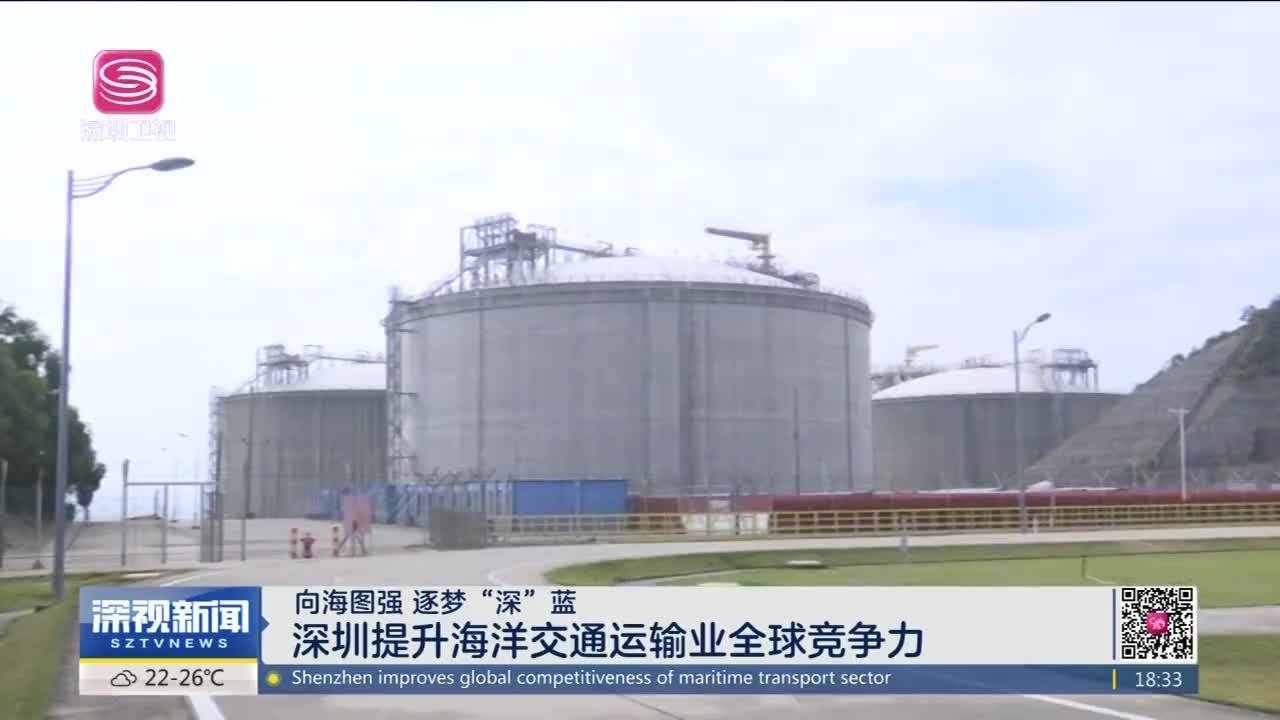 深圳卫视
向海图强 逐梦“深”蓝
深圳提升海洋交通运输业全球竞争力
深视新闻
SZTVNEWS
22-26℃
Shenzhen improves global competitiveness of maritime transport sector
18:33